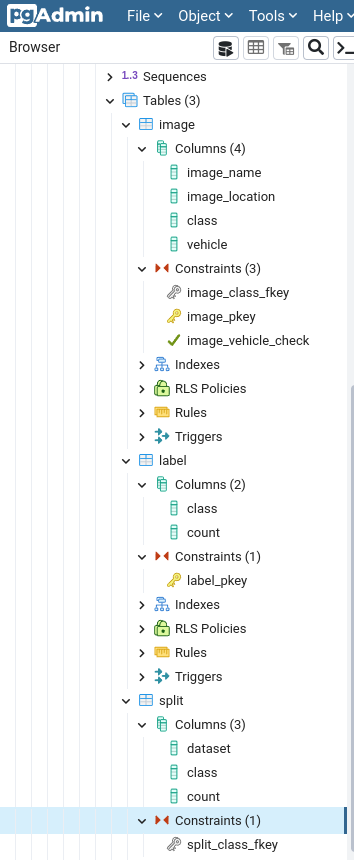 pgAdmin File Object Tools Help
Browser
1.3 Sequences
Tables (3)
image
Columns (4)
image_name
image_location
class
vehicle
Constraints (3)
image_class_fkey
image_pkey
image_vehicle_check
Indexes
RLS Policies
Rules
Triggers
label
Columns (2)
class
count
Constraints (1)
label_pkey
Indexes
RLS Policies
Rules
Triggers
split
Columns (3)
dataset
class
count
Constraints (1)
split_class_fkey